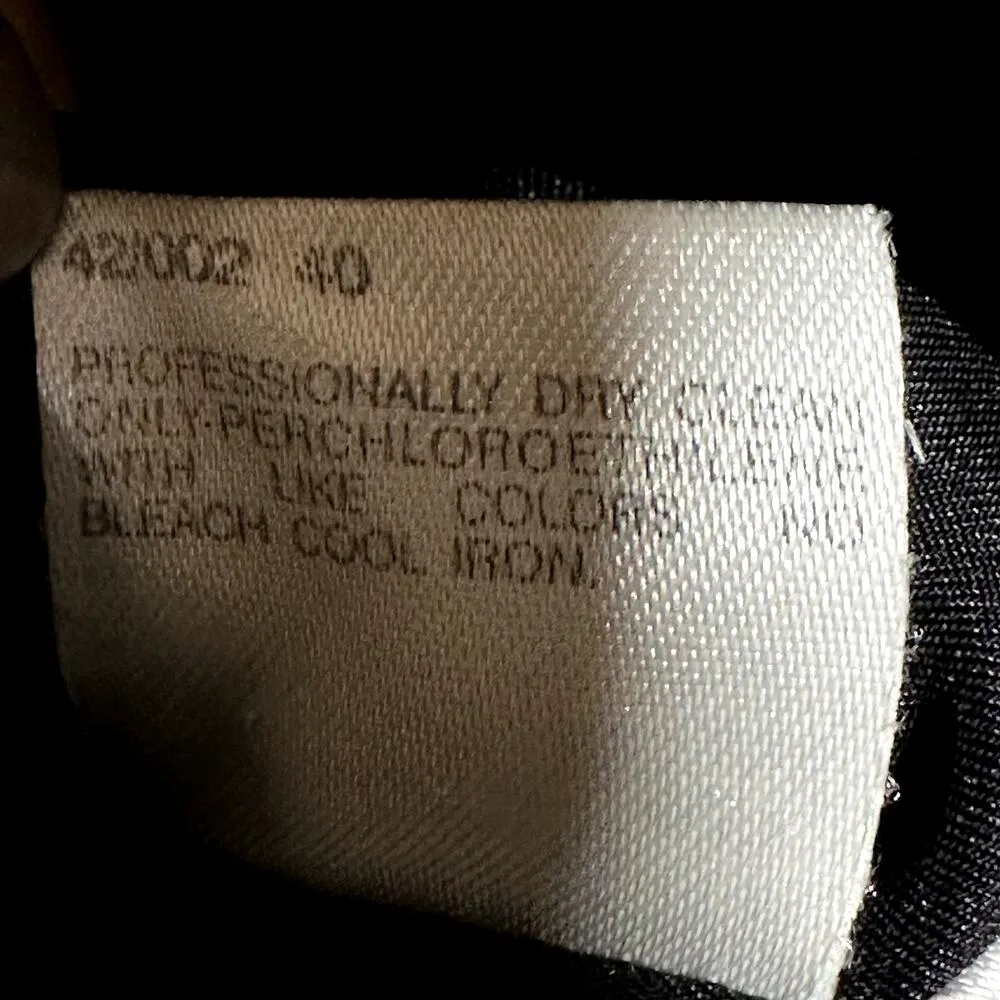 42002 40
PROFESSIONALLY DRY CLEAN
ONLY-PERCHLOROETHYLENE
WITH LIKE COLORS NO
BLEACH COOL IRON.